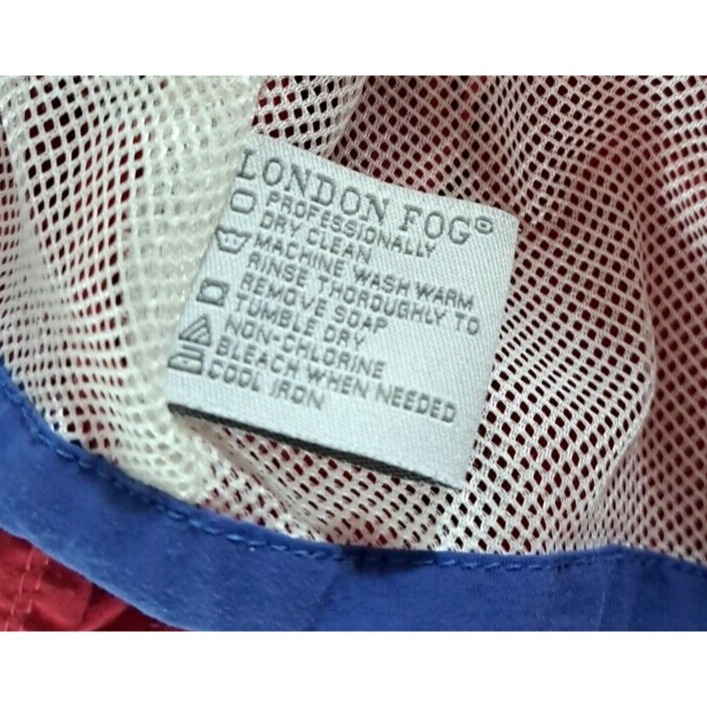 LONDON FOG®
PROFESSIONALLY
DRY CLEAN
MACHINE WASH WARM
RINSE THOROUGHLY TO
REMOVE SOAP
TUMBLE DRY
NON-CHLORINE
BLEACH WHEN NEEDED
COOL IRON